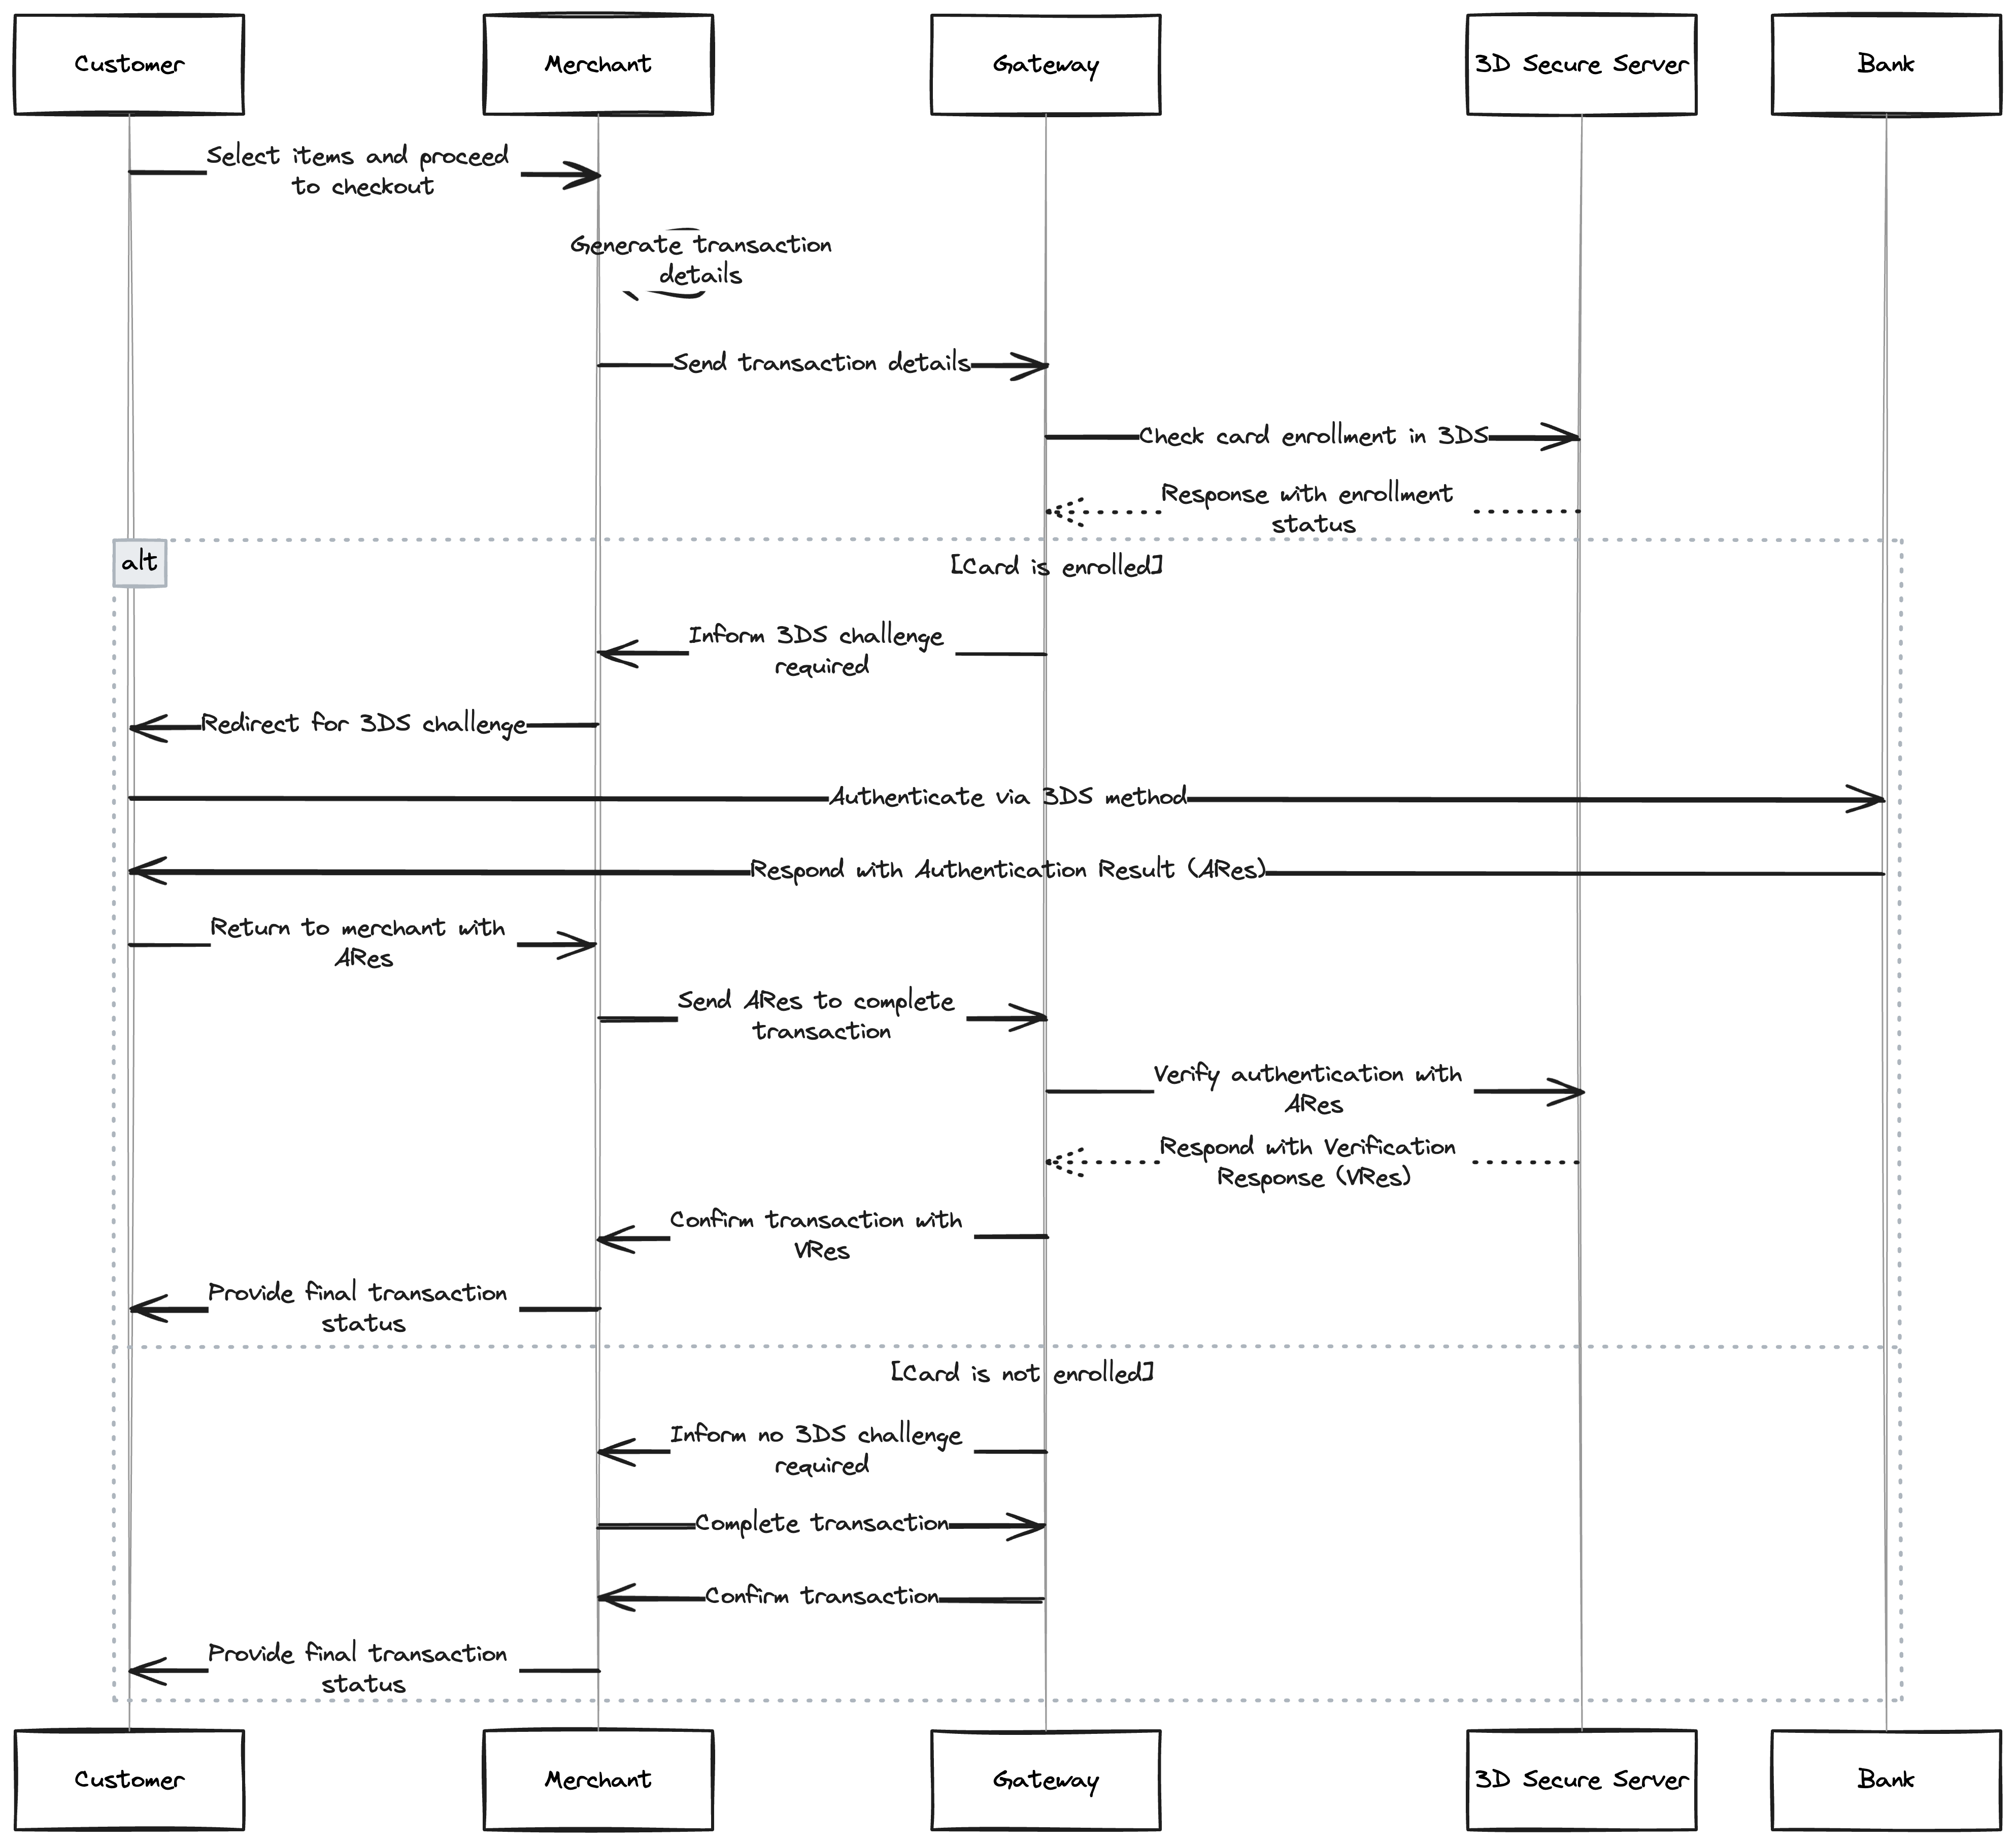 Customer
Merchant
Gateway
3D Secure Server
Bank
Select items and proceed
to checkout
Generate transaction
details
Send transaction details
Check card enrollment in 3DS
Response with enrollment
status
alt
[Card is enrolled]
Inform 3DS challenge
required
Redirect for 3DS challenge
Authenticate via 3DS method
Respond with Authentication Result (ARes)
Return to merchant with
ARes
Send ARes to complete
transaction
Verify authentication with
ARes
Respond with Verification
Response (VRes)
Confirm transaction with
VRes
Provide final transaction
status
[Card is not enrolled]
Inform no 3DS challenge
required
Complete transaction
Confirm transaction
Provide final transaction
status
Customer
Merchant
Gateway
3D Secure Server
Bank